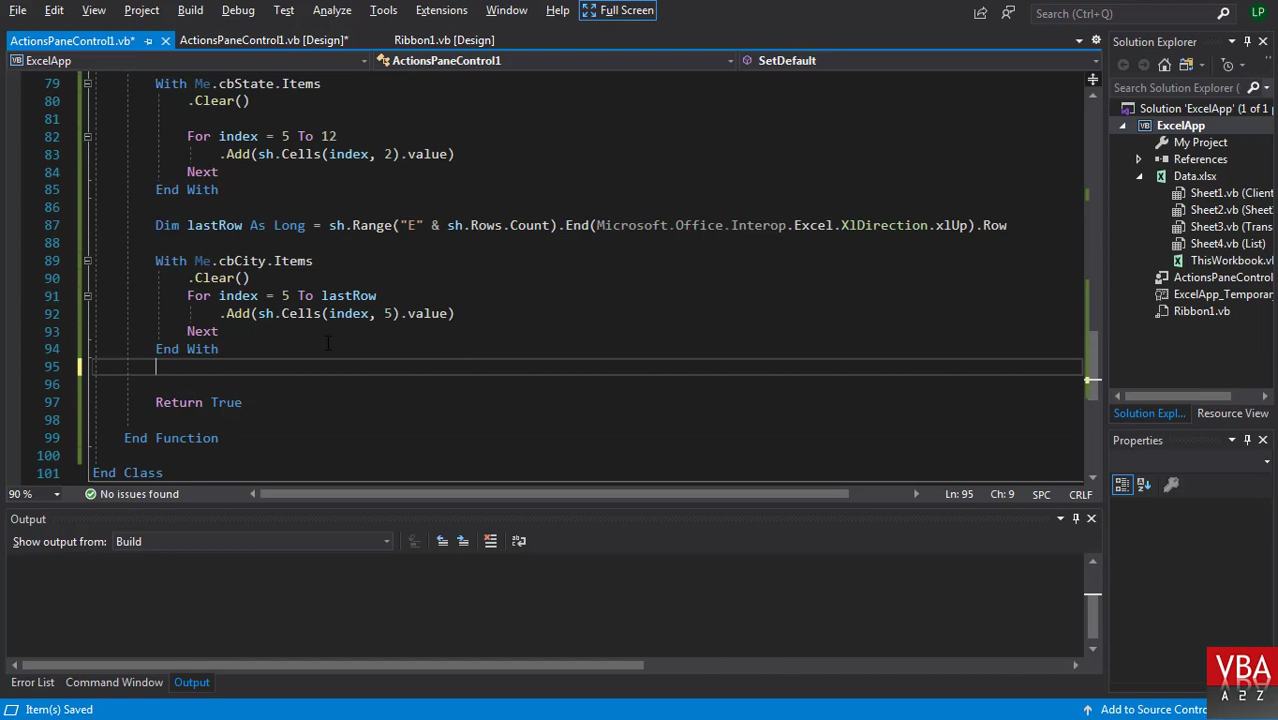 File Edit View Project Build Debug Test Analyze Tools Extensions Window Help Full Screen Search (Ctrl+Q) LP
ActionsPaneControl1.vb* ActionsPaneControl1.vb [Design]* Ribbon1.vb [Design]
ExcelApp ActionsPaneControl1 SetDefault
79 With Me.cbState.Items
80 .Clear()
81
82 For index = 5 To 12
83 .Add(sh.Cells(index, 2).value)
84 Next
85 End With
86
87 Dim lastRow As Long = sh.Range("E" & sh.Rows.Count).End(Microsoft.Office.Interop.Excel.XlDirection.xlUp).Row
88
89 With Me.cbCity.Items
90 .Clear()
91 For index = 5 To lastRow
92 .Add(sh.Cells(index, 5).value)
93 Next
94 End With
95
96
97 Return True
98
99 End Function
100
101 End Class
90 % No issues found Ln: 95 Ch: 9 SPC CRLF
Output
Show output from: Build
Error List Command Window Output
Item(s) Saved
Add to Source Contro
Solution Explorer
Search Solution Explorer (
Solution 'ExcelApp' (1 of 1 p
ExcelApp
My Project
References
Data.xlsx
Sheet1.vb (Client
Sheet2.vb (Sheet
Sheet3.vb (Trans
Sheet4.vb (List)
ThisWorkbook.vl
ActionsPaneControl
ExcelApp_Temporary
Ribbon1.vb
Solution Expl... Resource View
Properties
VBA
A 2 Z